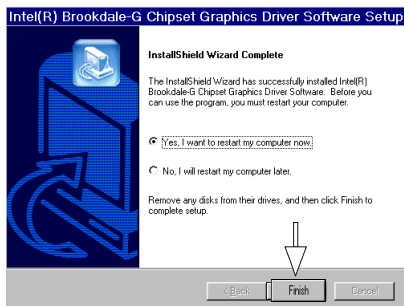 Intel(R) Brookdale-G Chipset Graphics Driver Software Setup
InstallShield Wizard Complete
The InstallShield Wizard has successfully installed Intel(R)
Brookdale-G Chipset Graphics Driver Software. Before you
can use the program, you must restart your computer.
Yes, I want to restart my computer now.
No, I will restart my computer later.
Remove any disks from their drives, and then click Finish to
complete setup.
< Back Finish Cancel